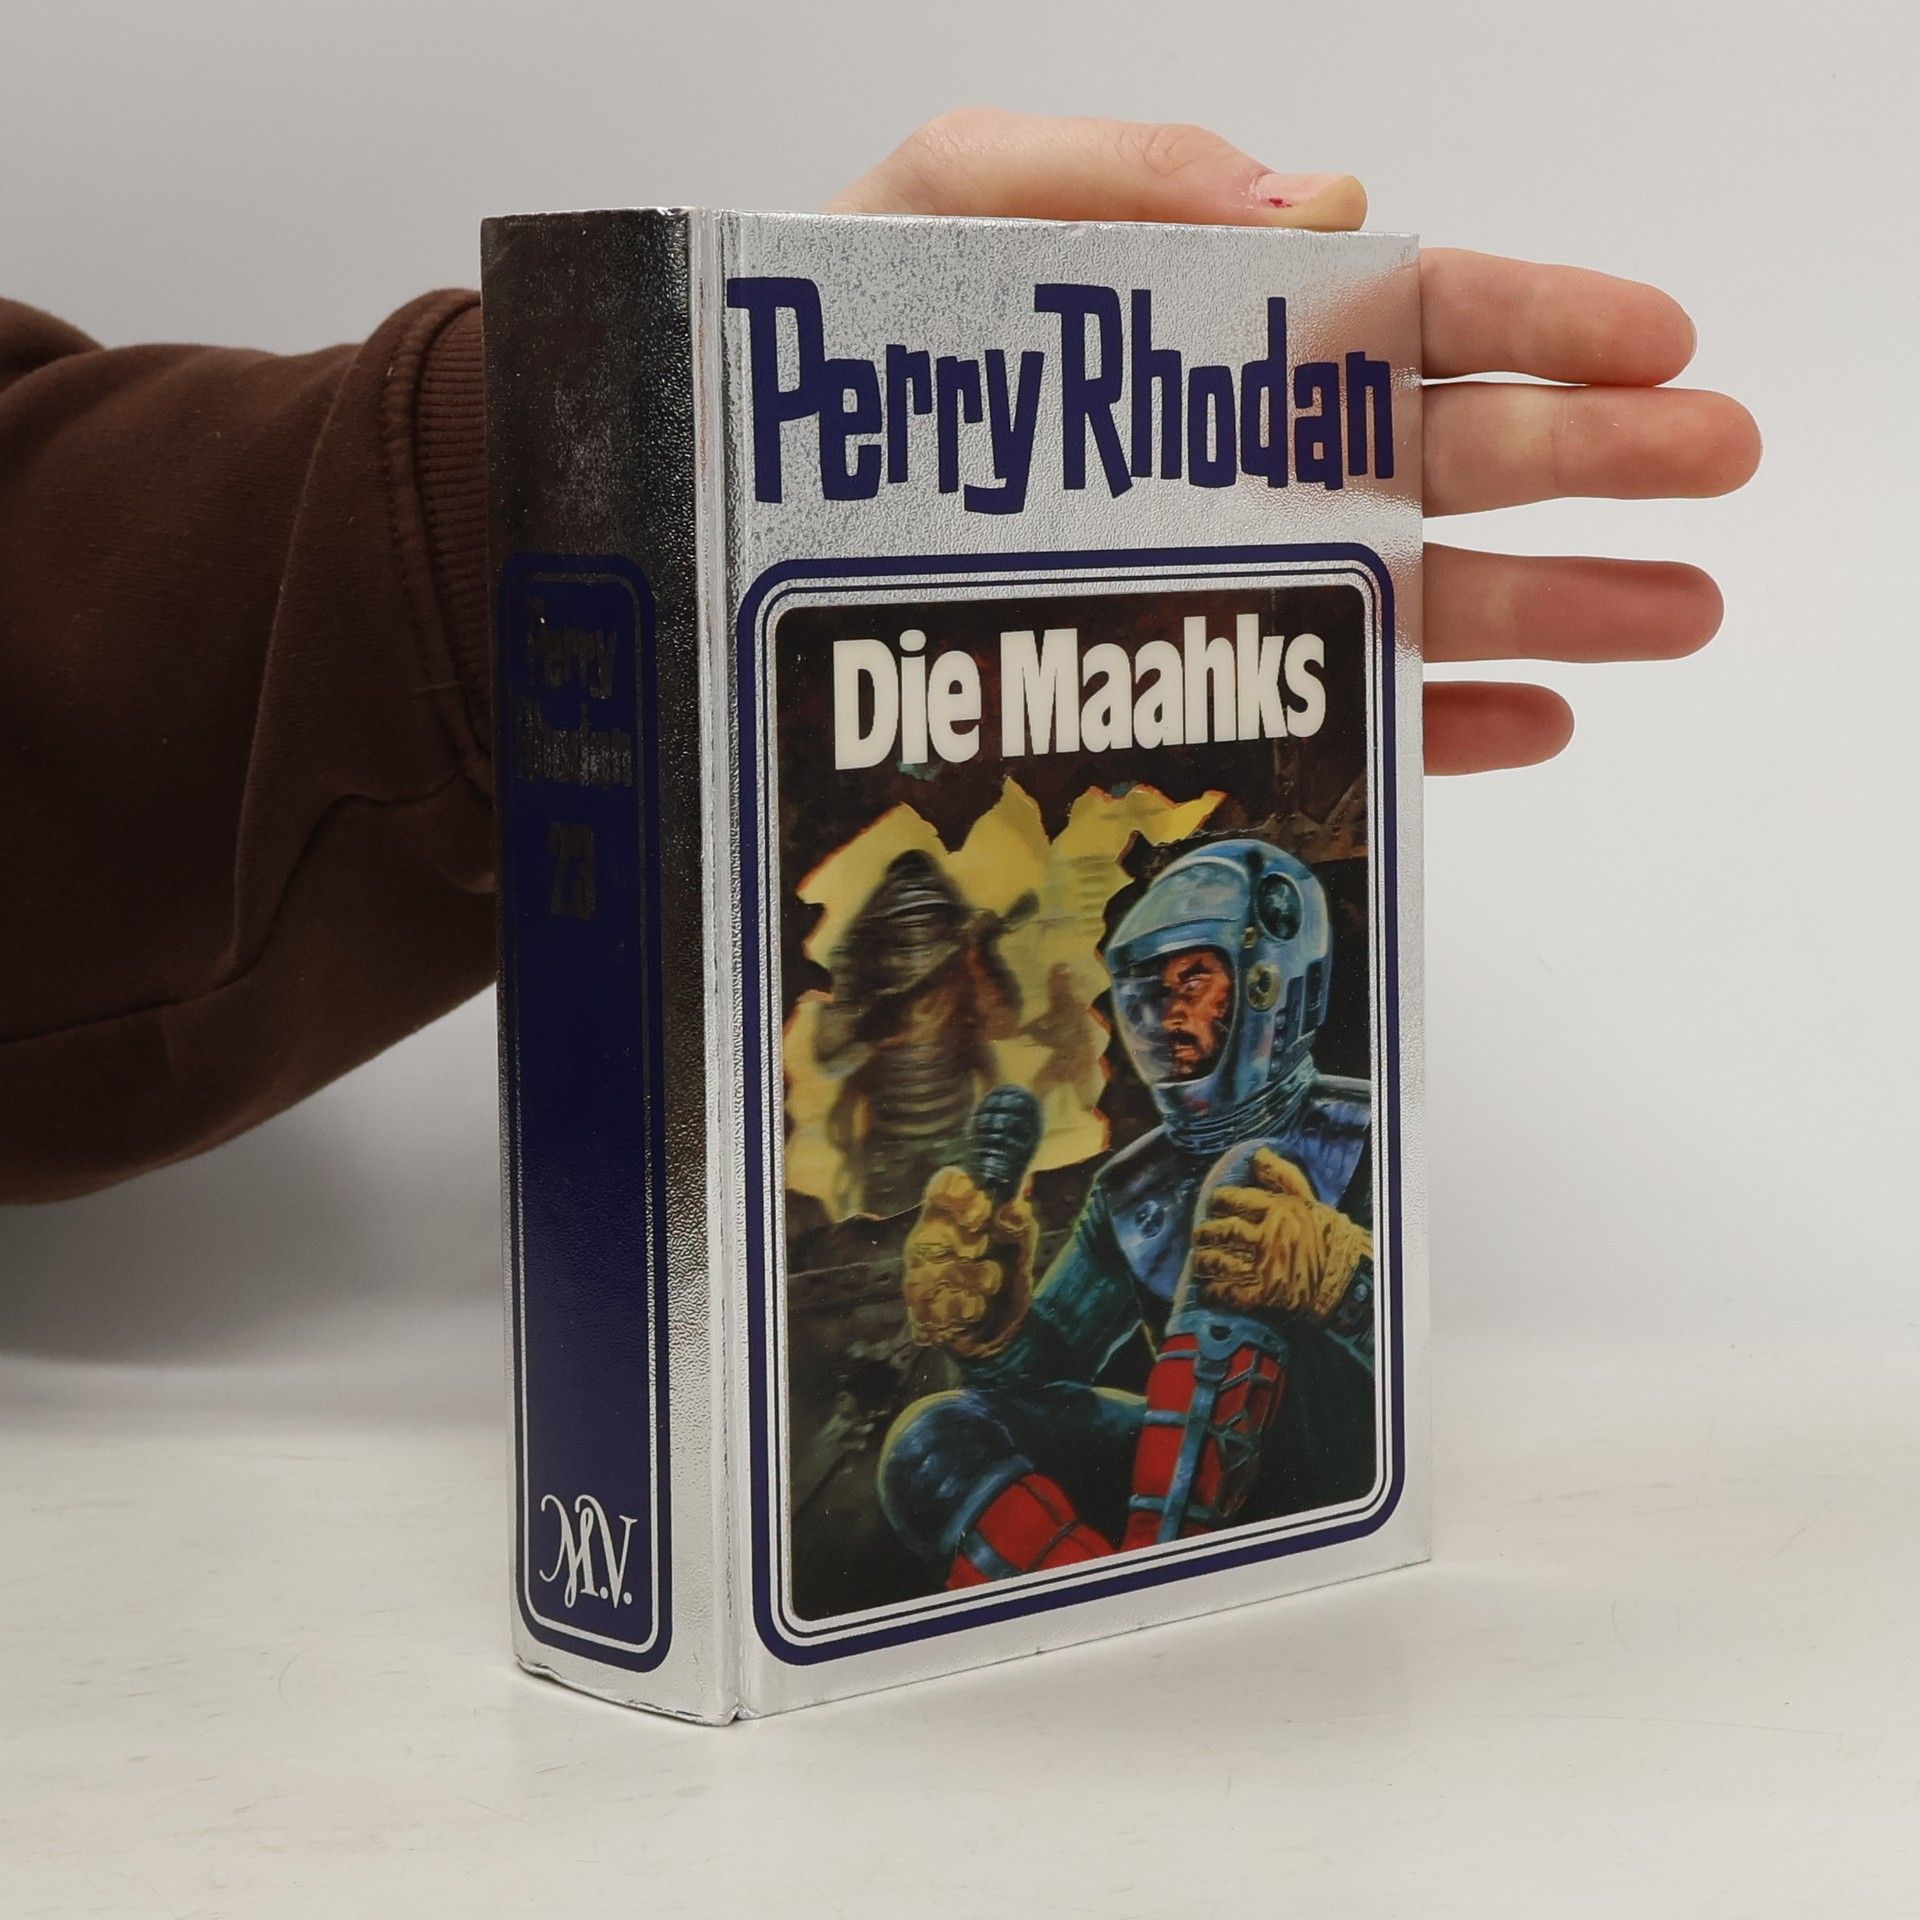 Perry Rhodan
Die Maahks
Perry
Rhodan
23
M.V.